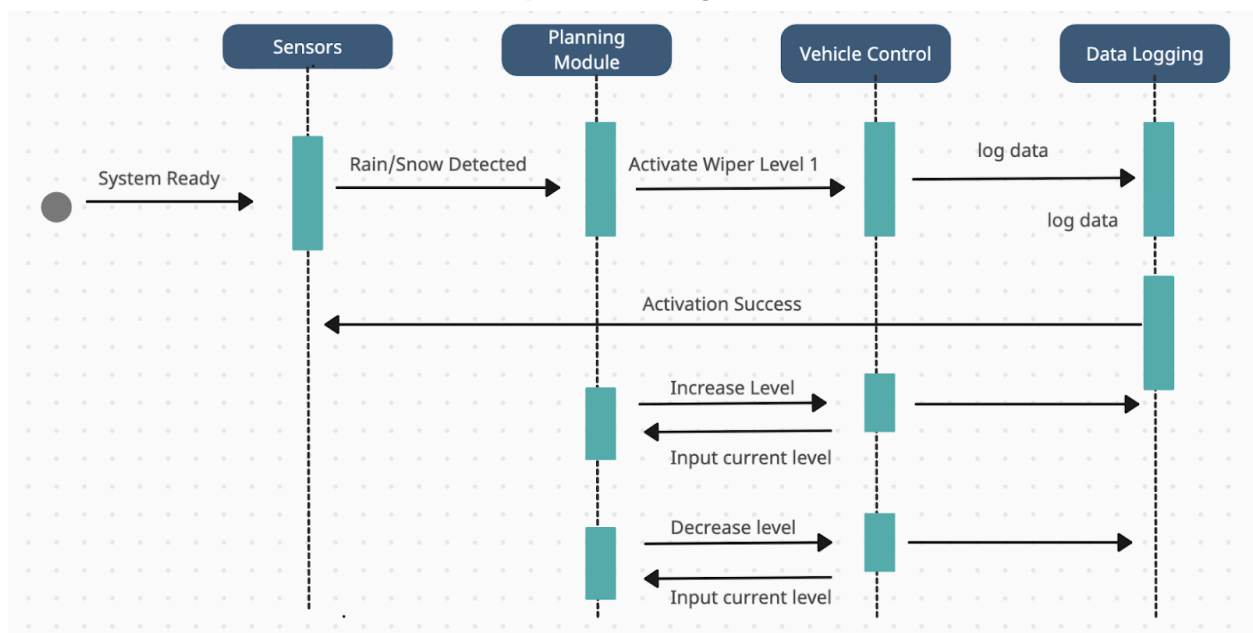 Sensors
Planning
Module
Vehicle Control
Data Logging
System Ready
Rain/Snow Detected
Activate Wiper Level 1
log data
log data
Activation Success
Increase Level
Input current level
Decrease level
Input current level